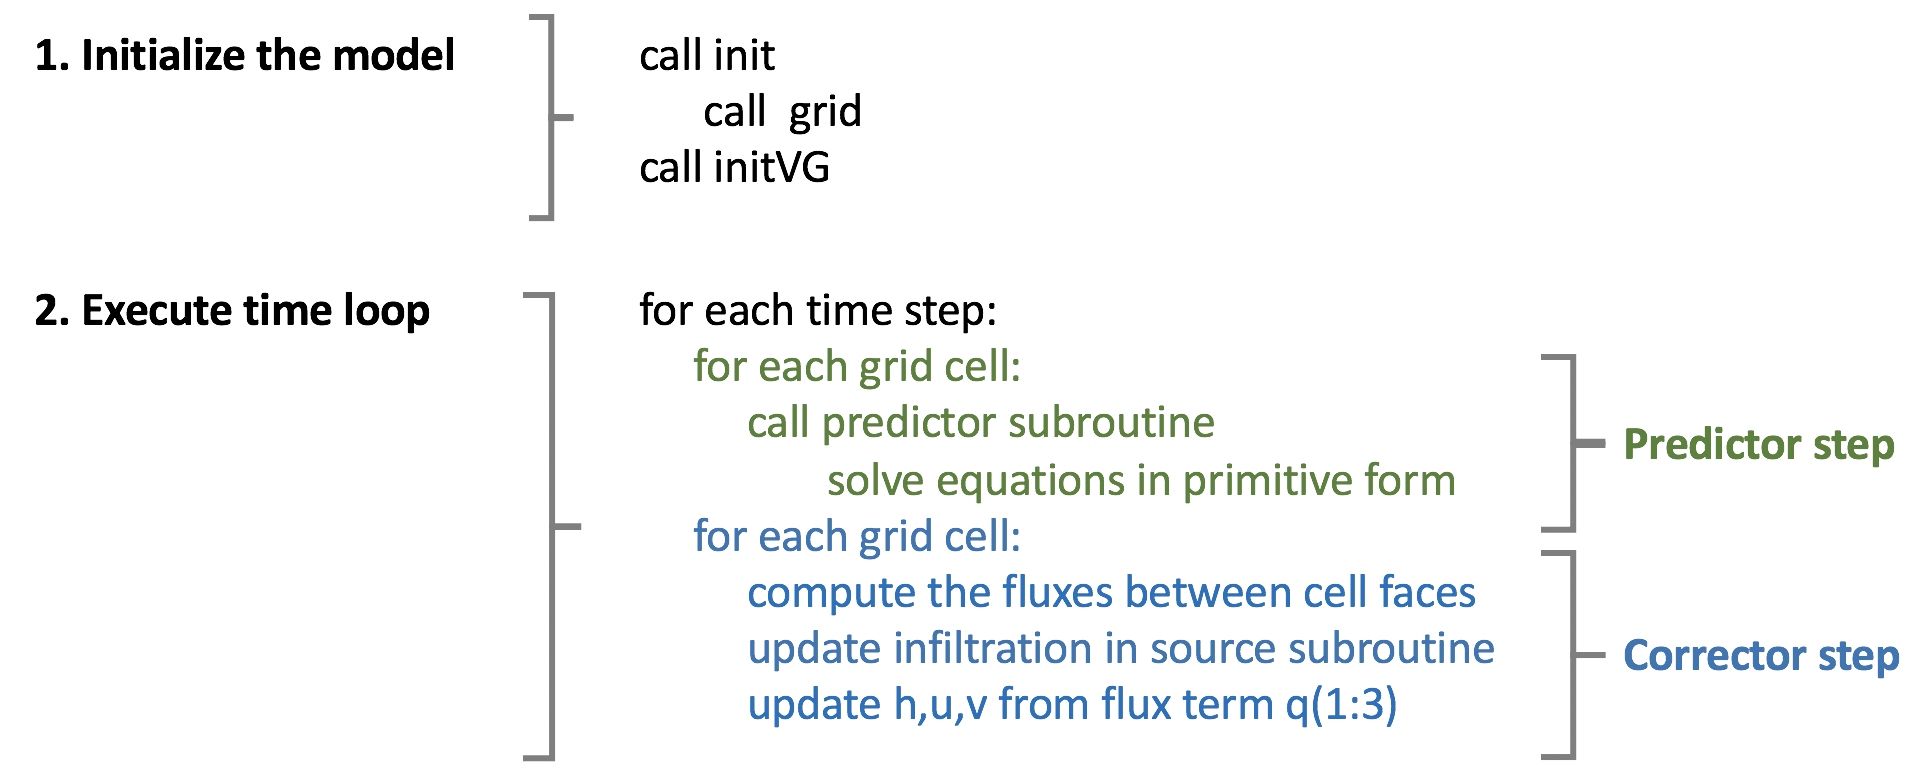 1. Initialize the model
call init
call grid
call initVG
2. Execute time loop
for each time step:
for each grid cell:
call predictor subroutine
solve equations in primitive form
Predictor step
for each grid cell:
compute the fluxes between cell faces
update infiltration in source subroutine
update h,u,v from flux term q(1:3)
Corrector step